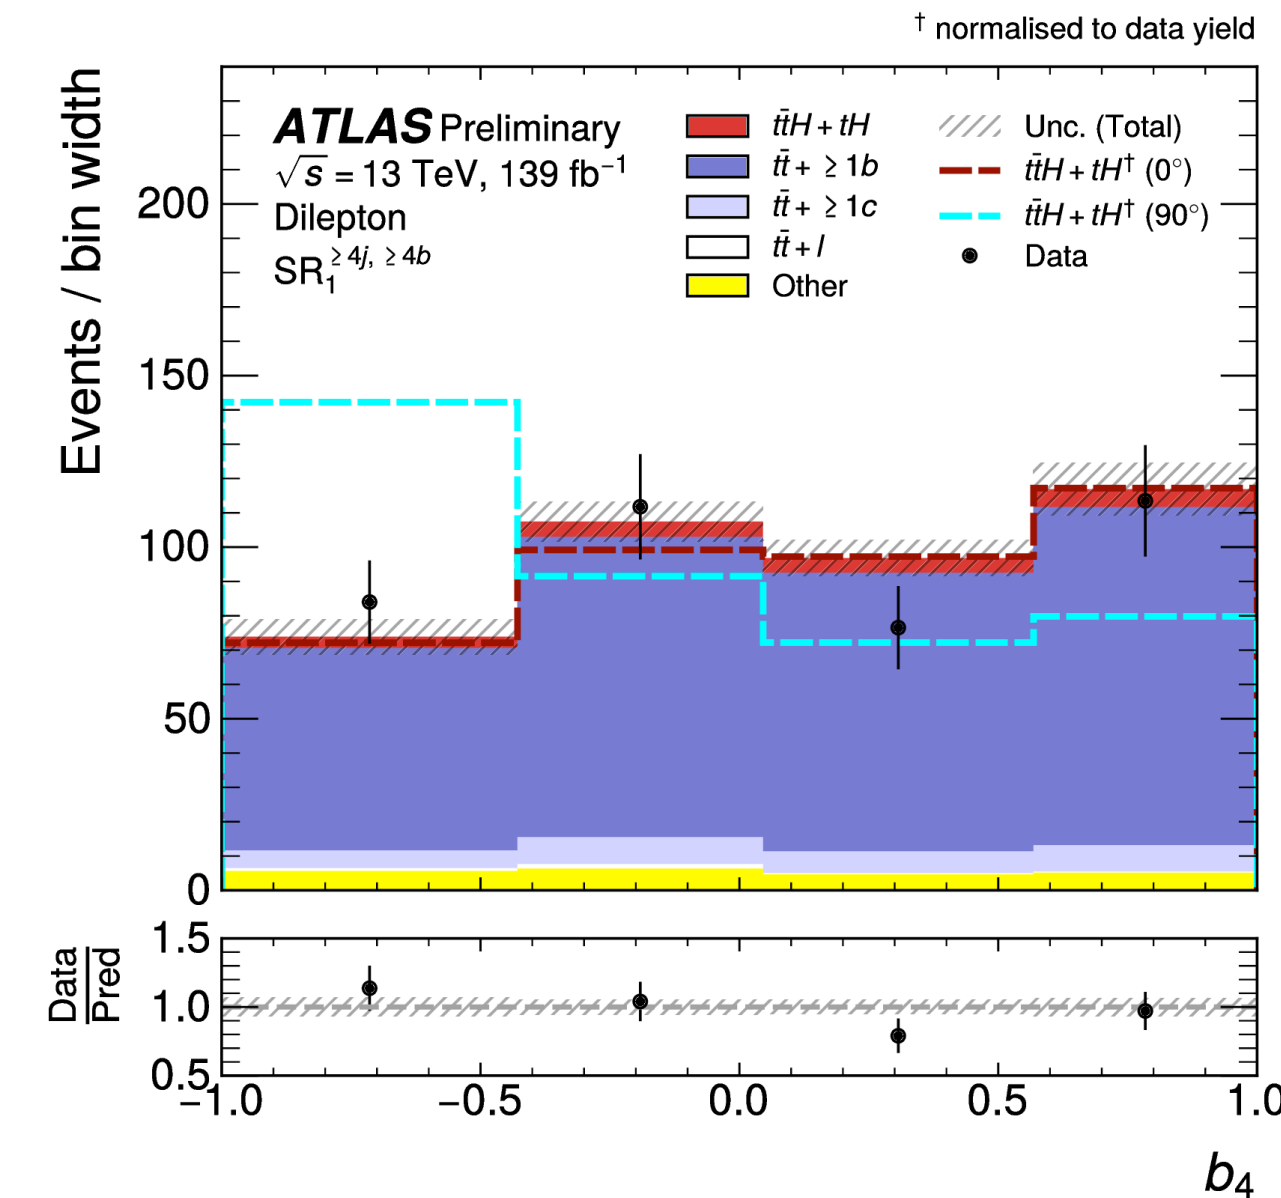 † normalised to data yield
Events / bin width
ATLAS Preliminary
√s = 13 TeV, 139 fb⁻¹
Dilepton
SR₁^{≥4j, ≥4b}
tt̄H + tH
tt̄ + ≥1b
tt̄ + ≥1c
tt̄ + l
Other
Unc. (Total)
tt̄H + tH† (0°)
tt̄H + tH† (90°)
Data
200
150
100
50
0
Data
Pred
1.5
1.0
0.5
−1.0 −0.5 0.0 0.5 1.0
b₄